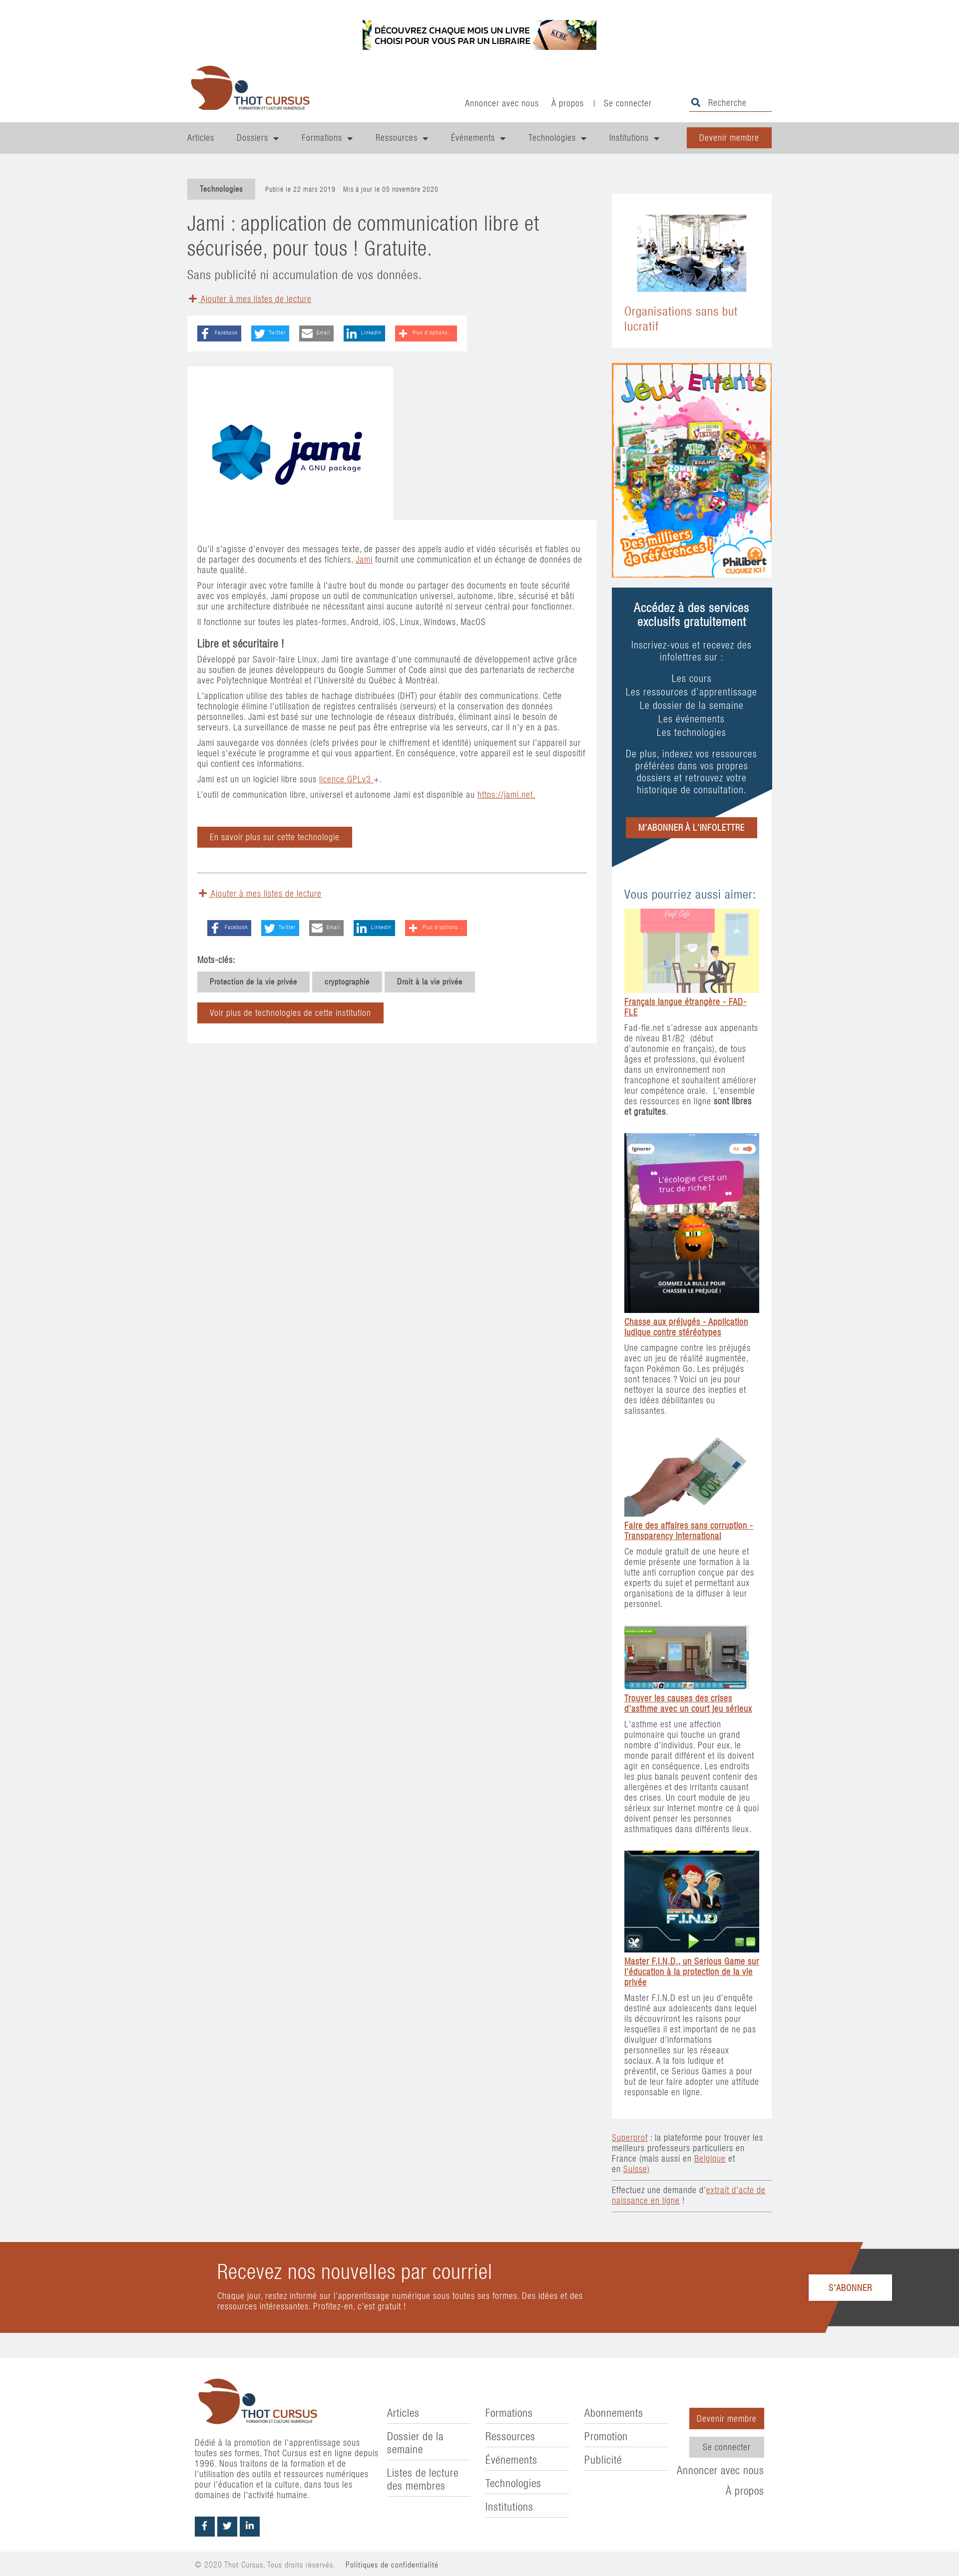 DÉCOUVREZ CHAQUE MOIS UN LIVRE
CHOISI POUR VOUS PAR UN LIBRAIRE
KUBE
THOT CURSUS
FORMATION ET CULTURE NUMÉRIQUE
Annoncer avec nous
À propos
|
Se connecter
Recherche
Articles
Dossiers
Formations
Ressources
Événements
Technologies
Institutions
Devenir membre
Technologies
Publié le 22 mars 2019
Mis à jour le 05 novembre 2020
Jami : application de communication libre et
sécurisée, pour tous ! Gratuite.
Sans publicité ni accumulation de vos données.
Ajouter à mes listes de lecture
Facebook
Twitter
Email
LinkedIn
Plus d'options...
jami
A GNU package
Qu'il s'agisse d'envoyer des messages texte, de passer des appels audio et vidéo sécurisés et fiables ou
de partager des documents et des fichiers, Jami fournit une communication et un échange de données de
haute qualité.
Pour interagir avec votre famille à l'autre bout du monde ou partager des documents en toute sécurité
avec vos employés, Jami propose un outil de communication universel, autonome, libre, sécurisé et bâti
sur une architecture distribuée ne nécessitant ainsi aucune autorité ni serveur central pour fonctionner.
Il fonctionne sur toutes les plates-formes, Android, iOS, Linux, Windows, MacOS
Libre et sécuritaire !
Développé par Savoir-faire Linux, Jami tire avantage d'une communauté de développement active grâce
au soutien de jeunes développeurs du Google Summer of Code ainsi que des partenariats de recherche
avec Polytechnique Montréal et l'Université du Québec à Montréal.
L'application utilise des tables de hachage distribuées (DHT) pour établir des communications. Cette
technologie élimine l'utilisation de registres centralisés (serveurs) et la conservation des données
personnelles. Jami est basé sur une technologie de réseaux distribués, éliminant ainsi le besoin de
serveurs. La surveillance de masse ne peut pas être entreprise via les serveurs, car il n'y en a pas.
Jami sauvegarde vos données (clefs privées pour le chiffrement et identité) uniquement sur l'appareil sur
lequel s'exécute le programme et qui vous appartient. En conséquence, votre appareil est le seul dispositif
qui contient ces informations.
Jami est un un logiciel libre sous licence GPLv3 +.
L'outil de communication libre, universel et autonome Jami est disponible au https://jami.net.
En savoir plus sur cette technologie
Ajouter à mes listes de lecture
Facebook
Twitter
Email
LinkedIn
Plus d'options...
Mots-clés:
Protection de la vie privée
cryptographie
Droit à la vie privée
Voir plus de technologies de cette institution
Organisations sans but
lucratif
Jeux Enfants
VIKINGS
Des milliers
de références !
PHILIBERT
CLIQUEZ ICI !
Accédez à des services
exclusifs gratuitement
Inscrivez-vous et recevez des
infolettres sur :
Les cours
Les ressources d'apprentissage
Le dossier de la semaine
Les événements
Les technologies
De plus, indexez vos ressources
préférées dans vos propres
dossiers et retrouvez votre
historique de consultation.
M'ABONNER À L'INFOLETTRE
Vous pourriez aussi aimer:
Français langue étrangère - FAD-
FLE
Fad-fle.net s'adresse aux appenants
de niveau B1/B2 (début
d'autonomie en français), de tous
âges et professions, qui évoluent
dans un environnement non
francophone et souhaitent améliorer
leur compétence orale. L'ensemble
des ressources en ligne sont libres
et gratuites.
Ignorer
RA
L'écologie c'est un
truc de riche !
GOMMEZ LA BULLE POUR
CHASSER LE PRÉJUGÉ !
Chasse aux préjugés - Application
ludique contre stéréotypes
Une campagne contre les préjugés
avec un jeu de réalité augmentée,
façon Pokémon Go. Les préjugés
sont tenaces ? Voici un jeu pour
nettoyer la source des inepties et
des idées débilitantes ou
salissantes.
100
Faire des affaires sans corruption -
Transparency International
Ce module gratuit de une heure et
demie présente une formation à la
lutte anti corruption conçue par des
experts du sujet et permettant aux
organisations de la diffuser à leur
personnel.
Trouver les causes des crises
d'asthme avec un court jeu sérieux
L'asthme est une affection
pulmonaire qui touche un grand
nombre d'individus. Pour eux, le
monde parait différent et ils doivent
agir en conséquence. Les endroits
les plus banals peuvent contenir des
allergènes et des irritants causant
des crises. Un court module de jeu
sérieux sur Internet montre ce à quoi
doivent penser les personnes
asthmatiques dans différents lieux.
MASTER
F.I.N.D
Master F.I.N.D., un Serious Game sur
l'éducation à la protection de la vie
privée
Master F.I.N.D est un jeu d'enquête
destiné aux adolescents dans lequel
ils découvriront les raisons pour
lesquelles il est important de ne pas
divulguer d'informations
personnelles sur les réseaux
sociaux. A la fois ludique et
préventif, ce Serious Games a pour
but de leur faire adopter une attitude
responsable en ligne.
Superprof : la plateforme pour trouver les
meilleurs professeurs particuliers en
France (mais aussi en Belgique et
en Suisse)
Effectuez une demande d'extrait d'acte de
naissance en ligne !
Recevez nos nouvelles par courriel
Chaque jour, restez informé sur l'apprentissage numérique sous toutes ses formes. Des idées et des
ressources intéressantes. Profitez-en, c'est gratuit !
S'ABONNER
THOT CURSUS
FORMATION ET CULTURE NUMÉRIQUE
Dédié à la promotion de l'apprentissage sous
toutes ses formes, Thot Cursus est en ligne depuis
1996. Nous traitons de la formation et de
l'utilisation des outils et ressources numériques
pour l'éducation et la culture, dans tous les
domaines de l'activité humaine.
Articles
Dossier de la
semaine
Listes de lecture
des membres
Formations
Ressources
Événements
Technologies
Institutions
Abonnements
Promotion
Publicité
Devenir membre
Se connecter
Annoncer avec nous
À propos
© 2020 Thot Cursus. Tous droits réservés.
Politiques de confidentialité